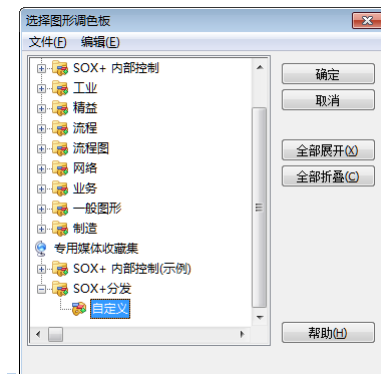 选择图形调色板
文件(F) 编辑(E)
SOX+ 内部控制
工业
精益
流程
流程图
网络
业务
一般图形
制造
专用媒体收藏集
SOX+ 内部控制(示例)
SOX+分发
自定义
确定
取消
全部展开(X)
全部折叠(C)
帮助(H)